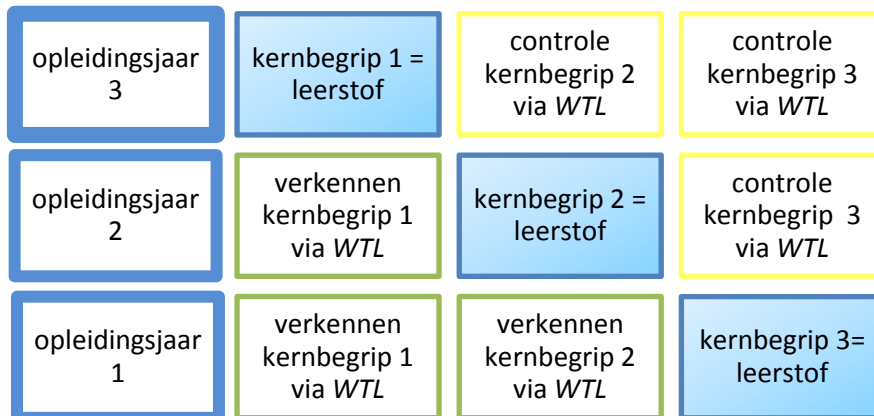 opleidingsjaar
3
kernbegrip 1 =
leerstof
controle
kernbegrip 2
via WTL
controle
kernbegrip 3
via WTL
opleidingsjaar
2
verkennen
kernbegrip 1
via WTL
kernbegrip 2 =
leerstof
controle
kernbegrip  3
via WTL
opleidingsjaar
1
verkennen
kernbegrip 1
via WTL
verkennen
kernbegrip 2
via WTL
kernbegrip 3=
leerstof